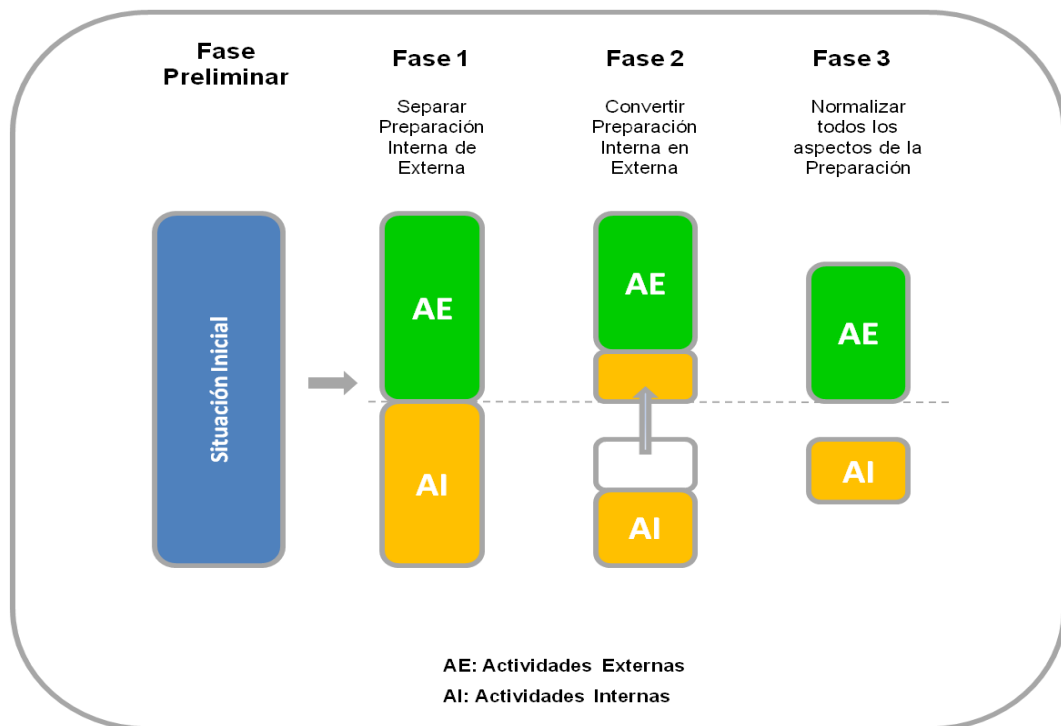 Fase
Preliminar
Fase 1
Separar
Preparación
Interna de
Externa
Fase 2
Convertir
Preparación
Interna en
Externa
Fase 3
Normalizar
todos los
aspectos de la
Preparación
Situación Inicial
AE
AI
AE
AI
AE
AI
AE: Actividades Externas
AI: Actividades Internas